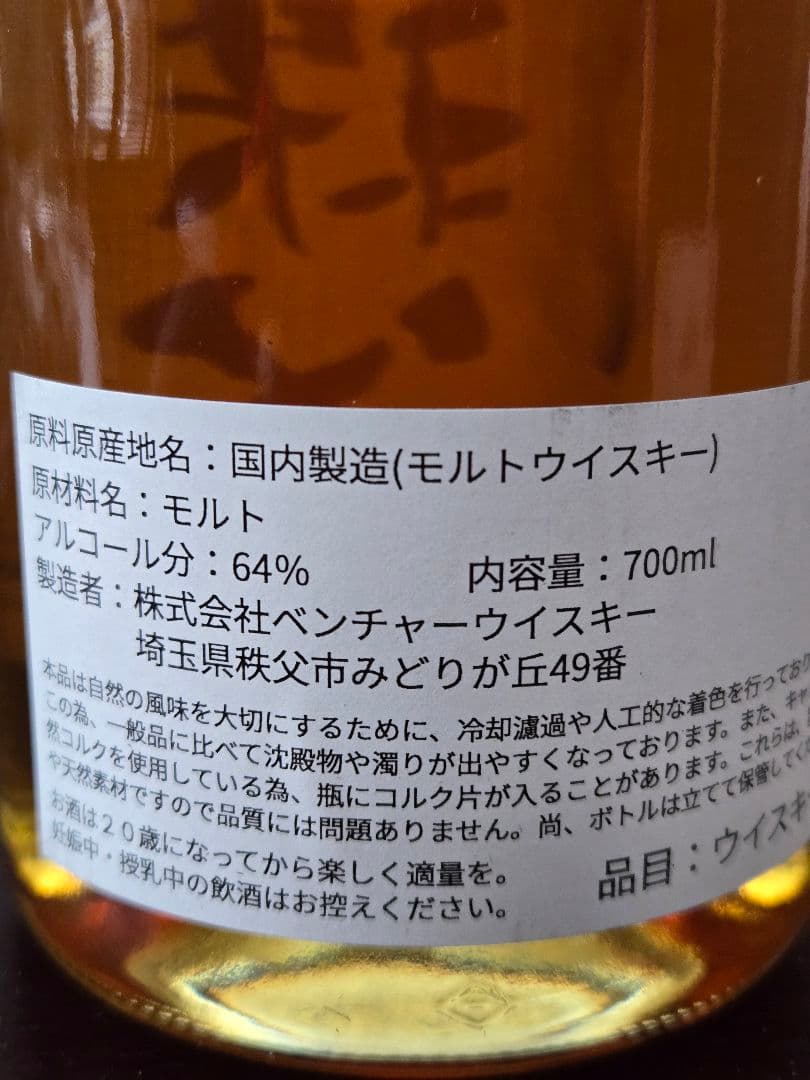 原料原産地名：国内製造(モルトウイスキー)
原材料名：モルト
アルコール分：64% 内容量：700ml
製造者：株式会社ベンチャーウイスキー
埼玉県秩父市みどりが丘49番
本品は自然の風味を大切にするために、冷却濾過や人工的な着色を行っており
この為、一般品に比べて沈殿物や濁りが出やすくなっております。また、キャ
然コルクを使用している為、瓶にコルク片が入ることがあります。これらは、
や天然素材ですので品質には問題ありません。尚、ボトルは立てて保管してく
お酒は２０歳になってから楽しく適量を。
妊娠中・授乳中の飲酒はお控えください。
品目：ウイスキー